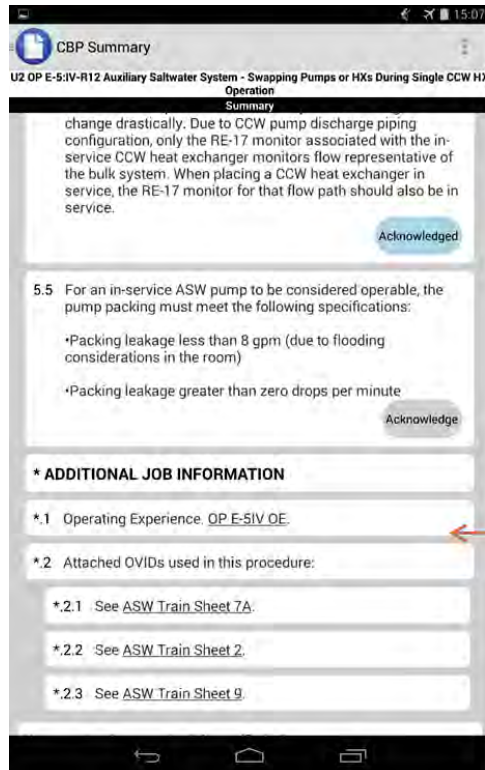 15:07
CBP Summary
U2 OP E-5:IV-R12 Auxiliary Saltwater System - Swapping Pumps or HXs During Single CCW HX
Operation
Summary
change drastically. Due to CCW pump discharge piping
configuration, only the RE-17 monitor associated with the in-
service CCW heat exchanger monitors flow representative of
the bulk system. When placing a CCW heat exchanger in
service, the RE-17 monitor for that flow path should also be in
service.
Acknowledged
5.5 For an in-service ASW pump to be considered operable, the
pump packing must meet the following specifications:
•Packing leakage less than 8 gpm (due to flooding
considerations in the room)
•Packing leakage greater than zero drops per minute
Acknowledge
* ADDITIONAL JOB INFORMATION
*.1 Operating Experience. OP E-5IV OE.
*.2 Attached OVIDs used in this procedure:
*.2.1 See ASW Train Sheet 7A.
*.2.2 See ASW Train Sheet 2.
*.2.3 See ASW Train Sheet 9.